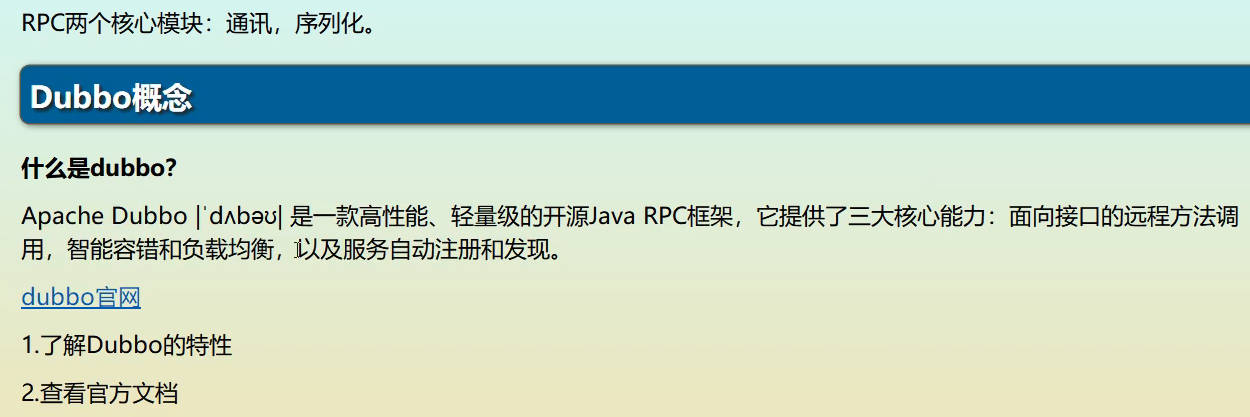 RPC两个核心模块：通讯，序列化。
Dubbo概念
什么是dubbo?
Apache Dubbo |ˈdʌbəʊ| 是一款高性能、轻量级的开源Java RPC框架，它提供了三大核心能力：面向接口的远程方法调
用，智能容错和负载均衡，以及服务自动注册和发现。
dubbo官网
1.了解Dubbo的特性
2.查看官方文档